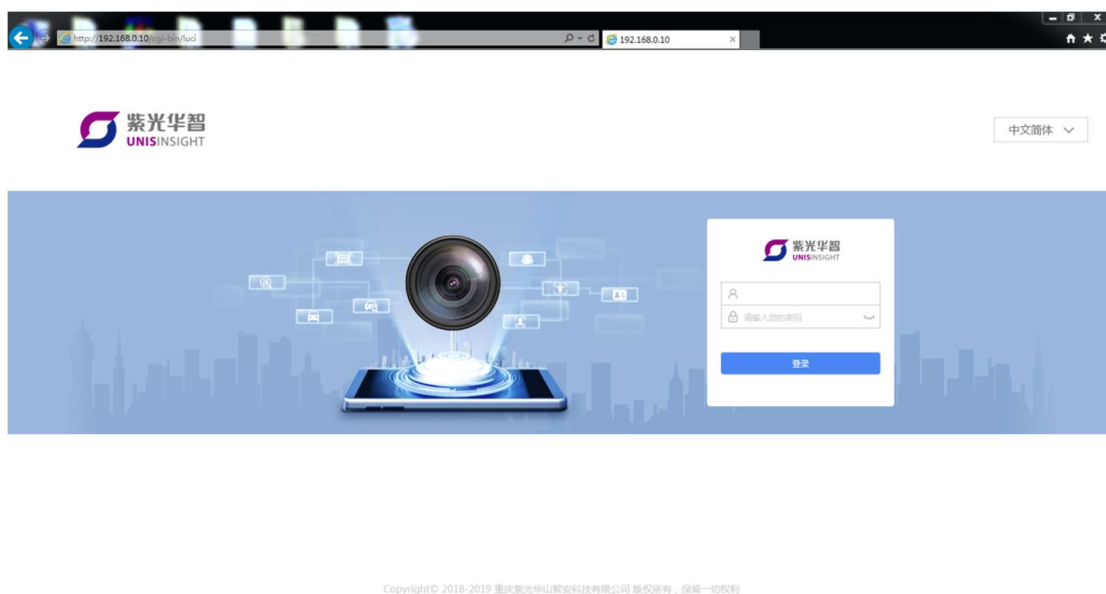 http://192.168.0.10/cgi-bin/luci
192.168.0.10
紫光华智
UNISINSIGHT
中文简体
紫光华智
UNISINSIGHT
请输入您的密码
登录
Copyright© 2018-2019 重庆紫光华山智安科技有限公司 版权所有，保留一切权利